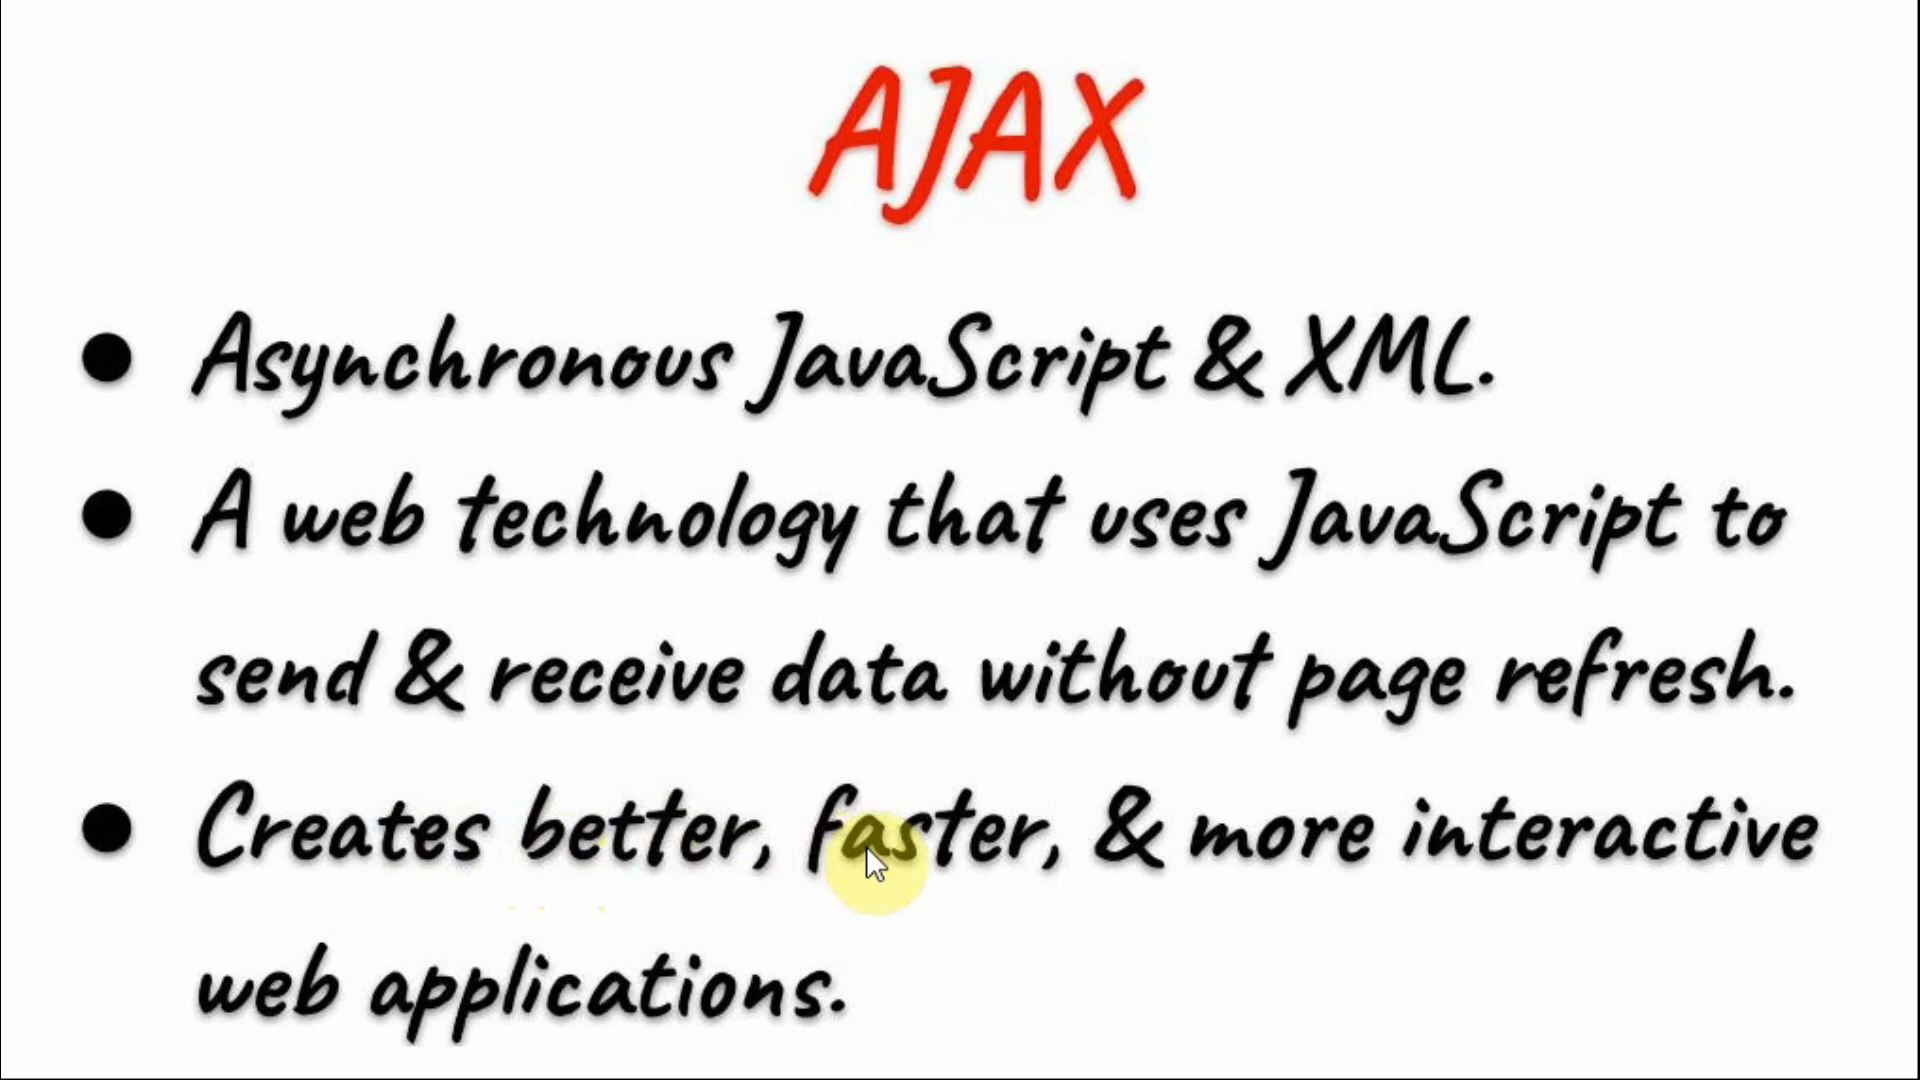 AJAX
● Asynchronous JavaScript & XML.
● A web technology that uses JavaScript to
send & receive data without page refresh.
● Creates better, faster, & more interactive
web applications.